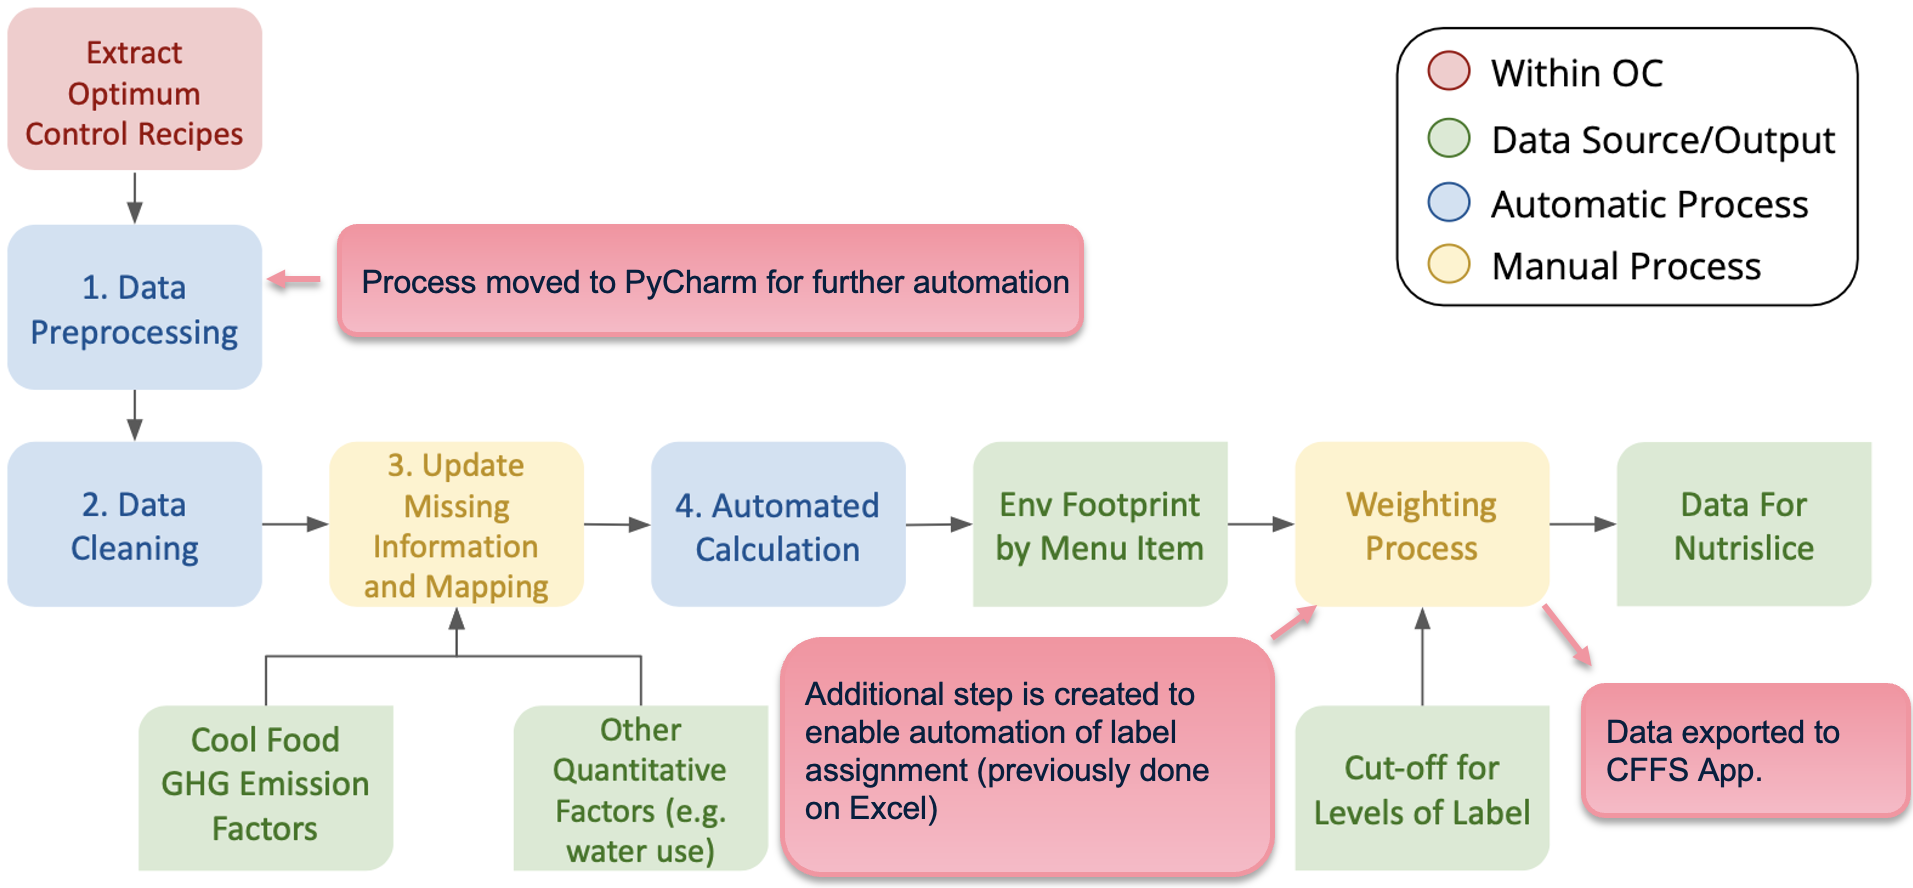 Extract
Optimum
Control Recipes
Within OC
Data Source/Output
Automatic Process
Manual Process
1. Data
Preprocessing
Process moved to PyCharm for further automation
2. Data
Cleaning
3. Update
Missing
Information
and Mapping
4. Automated
Calculation
Env Footprint
by Menu Item
Weighting
Process
Data For
Nutrislice
Cool Food
GHG Emission
Factors
Other
Quantitative
Factors (e.g.
water use)
Additional step is created to
enable automation of label
assignment (previously done
on Excel)
Cut-off for
Levels of Label
Data exported to
CFFS App.